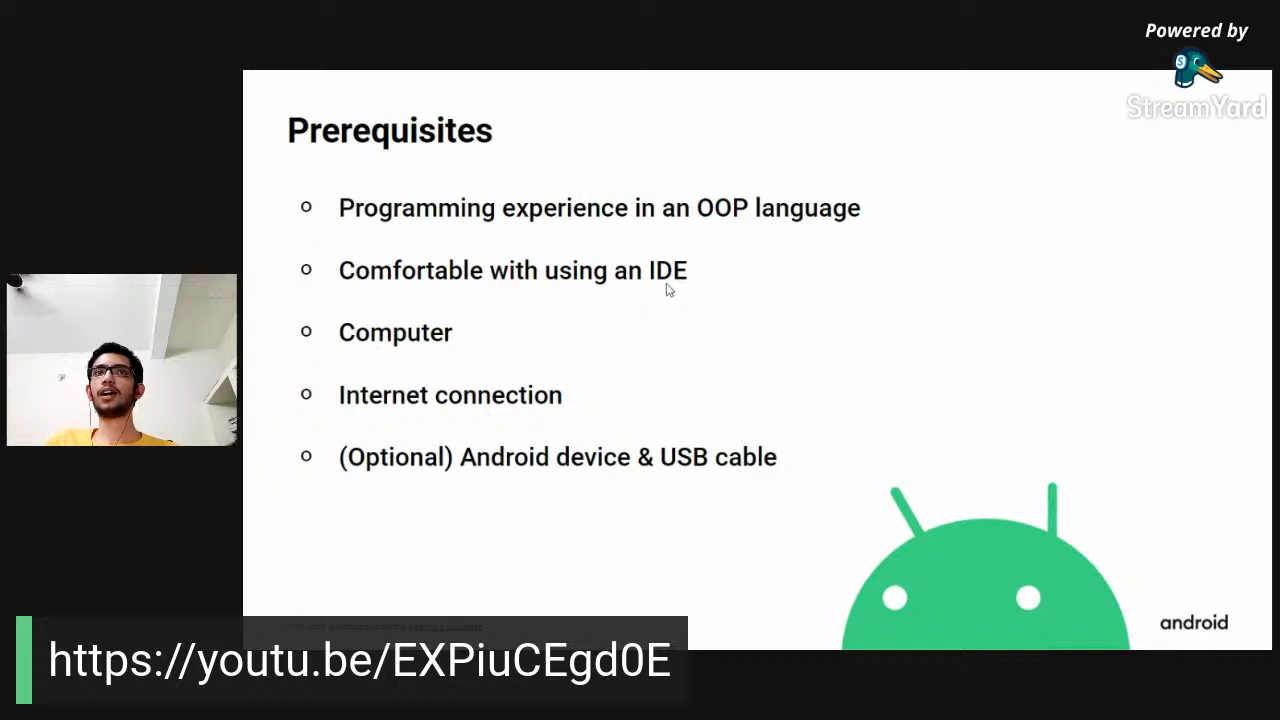 Powered by
StreamYard
Prerequisites
Programming experience in an OOP language
Comfortable with using an IDE
Computer
Internet connection
(Optional) Android device & USB cable
android
https://youtu.be/EXPiuCEgd0E